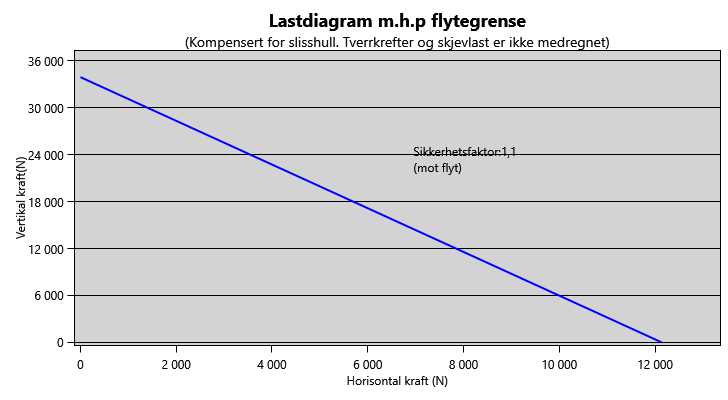 Lastdiagram m.h.p flytegrense
(Kompensert for slisshull. Tverrkrefter og skjevlast er ikke medregnet)
36 000
30 000
24 000
18 000
12 000
6 000
0
Vertikal kraft(N)
Sikkerhetsfaktor:1,1
(mot flyt)
0 2 000 4 000 6 000 8 000 10 000 12 000
Horisontal kraft (N)